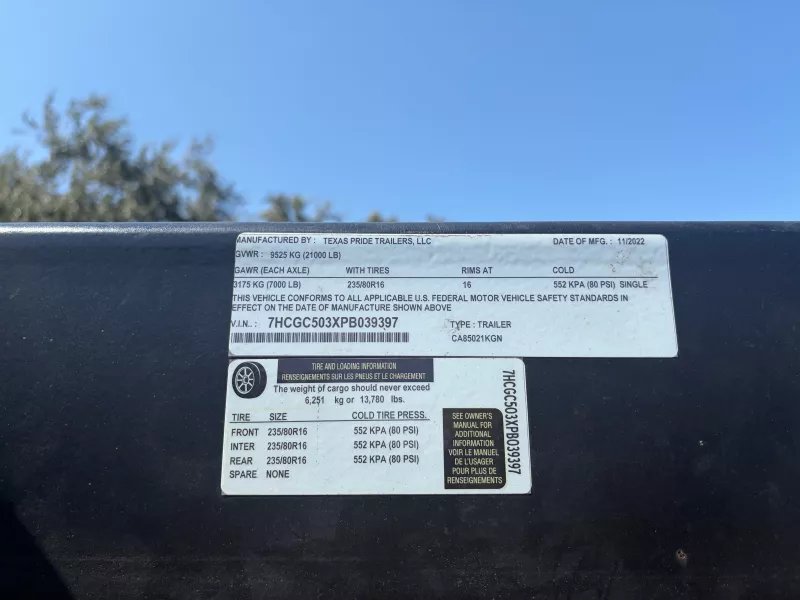 MANUFACTURED BY : TEXAS PRIDE TRAILERS, LLC DATE OF MFG. : 11/2022
GVWR : 9525 KG (21000 LB)
GAWR (EACH AXLE) WITH TIRES RIMS AT COLD
3175 KG (7000 LB) 235/80R16 16 552 KPA (80 PSI) SINGLE
THIS VEHICLE CONFORMS TO ALL APPLICABLE U.S. FEDERAL MOTOR VEHICLE SAFETY STANDARDS IN
EFFECT ON THE DATE OF MANUFACTURE SHOWN ABOVE
V.I.N.. : 7HCGC503XPB039397 TYPE : TRAILER
CA85021KGN
TIRE AND LOADING INFORMATION
RENSEIGNEMENTS SUR LES PNEUS ET LE CHARGEMENT
The weight of cargo should never exceed
6,251 kg or 13,780 lbs.
TIRE SIZE COLD TIRE PRESS.
FRONT 235/80R16 552 KPA (80 PSI)
INTER 235/80R16 552 KPA (80 PSI)
REAR 235/80R16 552 KPA (80 PSI)
SPARE NONE
SEE OWNER'S
MANUAL FOR
ADDITIONAL
INFORMATION
VOIR LE MANUEL
DE L'USAGER
POUR PLUS DE
RENSEIGNEMENTS
7HCGC503XPB039397